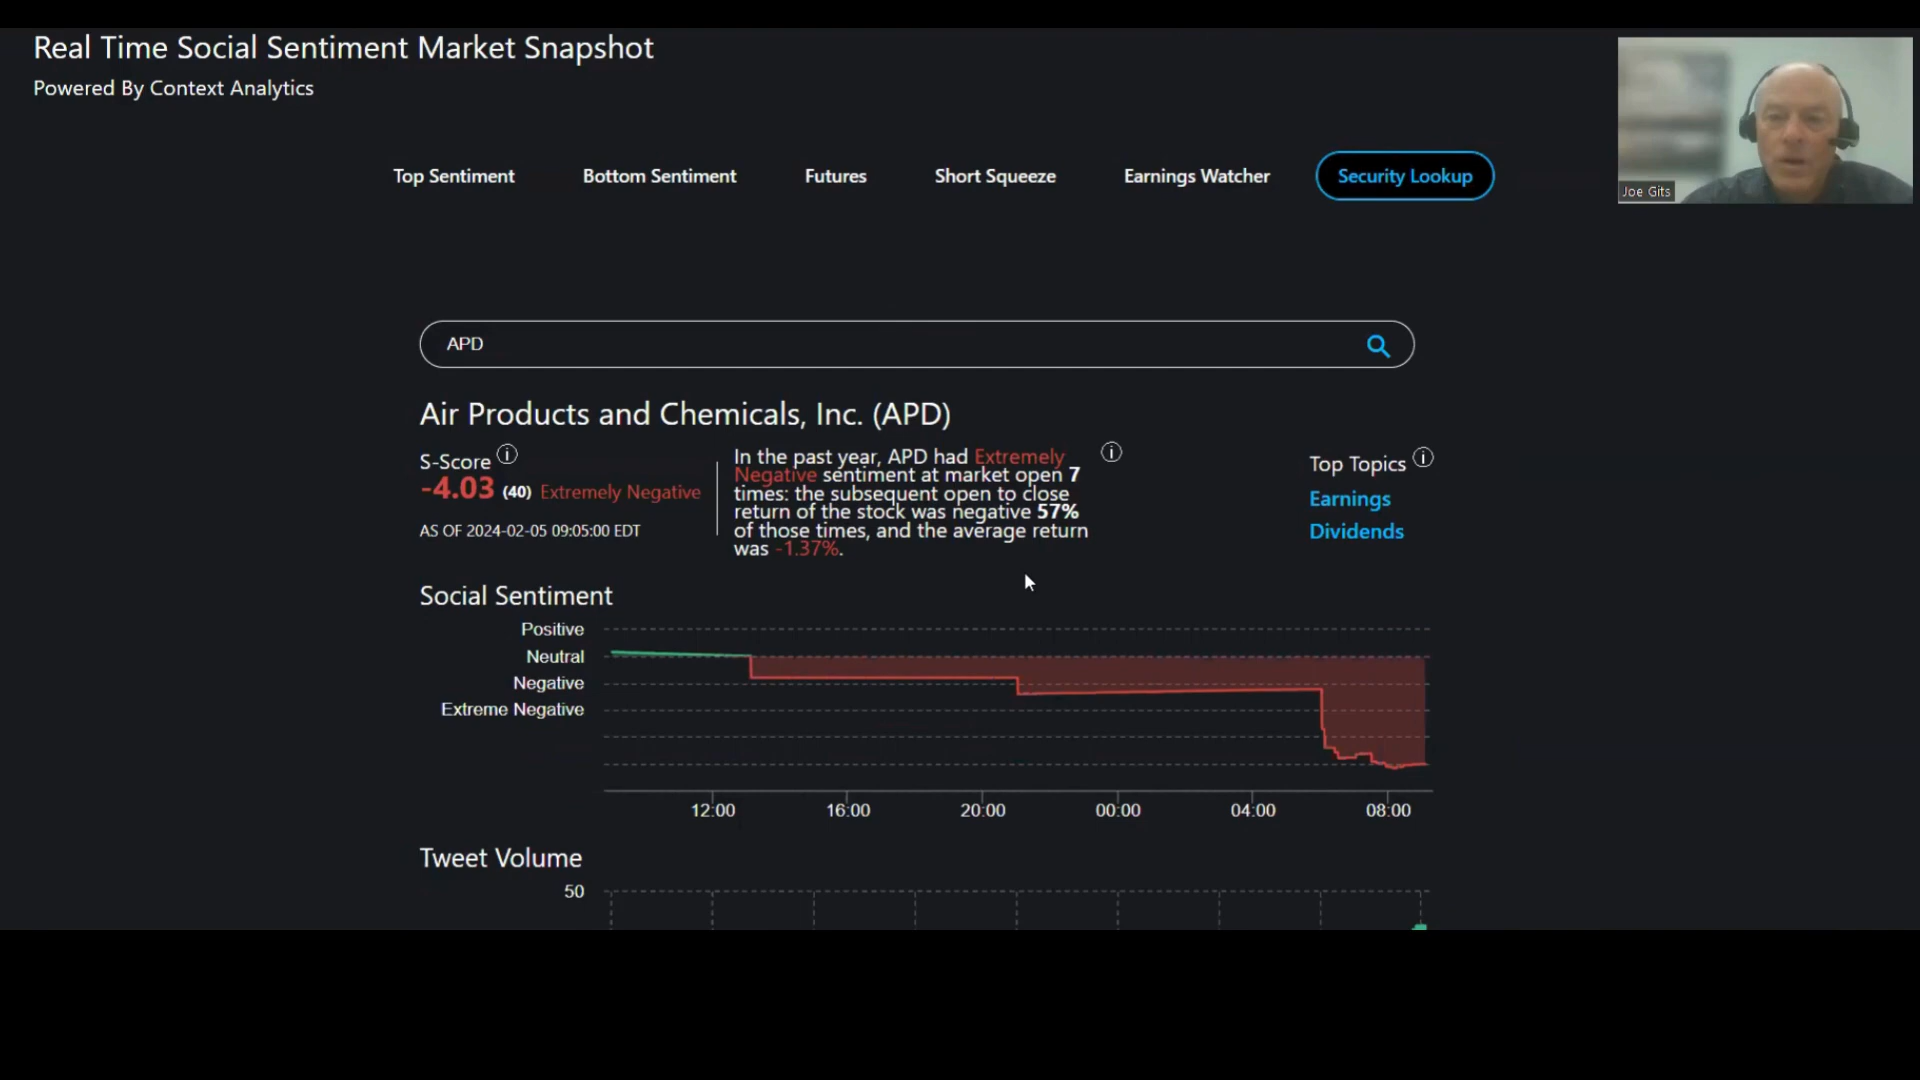 Real Time Social Sentiment Market Snapshot
Powered By Context Analytics
Top Sentiment
Bottom Sentiment
Futures
Short Squeeze
Earnings Watcher
Security Lookup
Joe Gits
APD
Air Products and Chemicals, Inc. (APD)
S-Score
-4.03 (40) Extremely Negative
AS OF 2024-02-05 09:05:00 EDT
In the past year, APD had Extremely
Negative sentiment at market open 7
times: the subsequent open to close
return of the stock was negative 57%
of those times, and the average return
was -1.37%.
Top Topics
Earnings
Dividends
Social Sentiment
Positive
Neutral
Negative
Extreme Negative
12:00
16:00
20:00
00:00
04:00
08:00
Tweet Volume
50